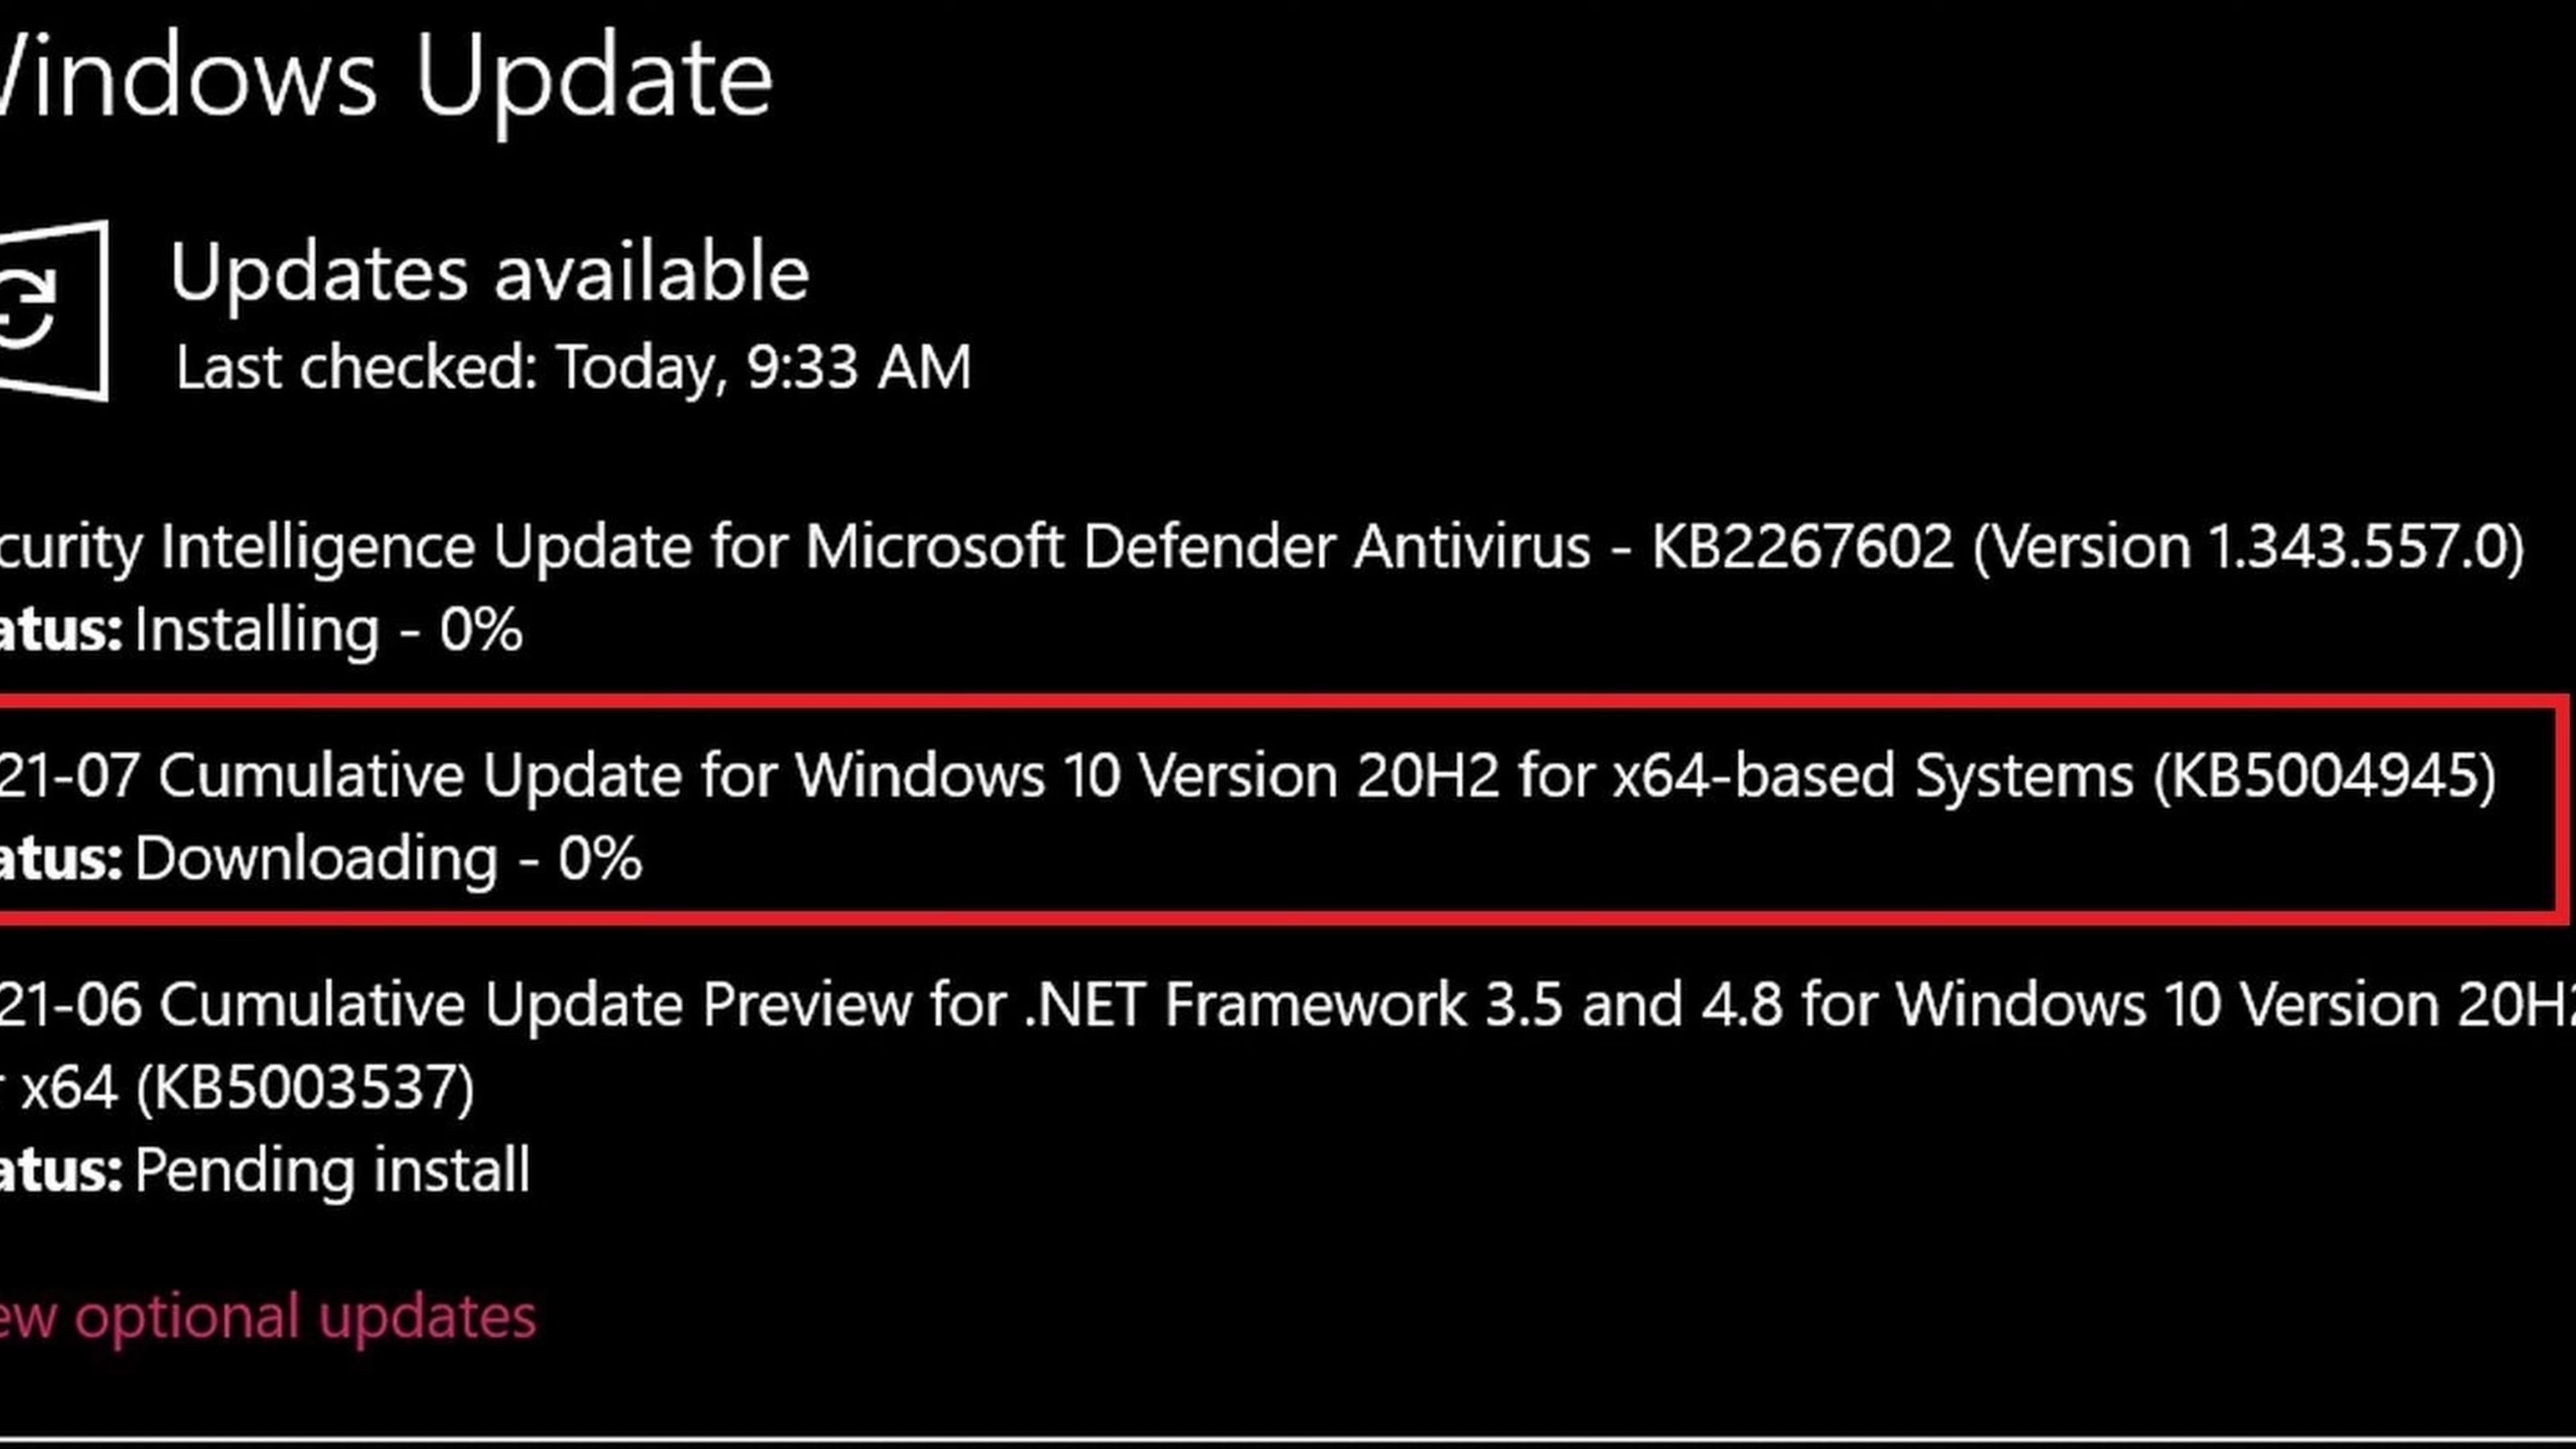 Windows Update
Updates available
Last checked: Today, 9:33 AM
curity Intelligence Update for Microsoft Defender Antivirus - KB2267602 (Version 1.343.557.0)
atus: Installing - 0%
21-07 Cumulative Update for Windows 10 Version 20H2 for x64-based Systems (KB5004945)
atus: Downloading - 0%
21-06 Cumulative Update Preview for .NET Framework 3.5 and 4.8 for Windows 10 Version 20H2
r x64 (KB5003537)
atus: Pending install
ew optional updates